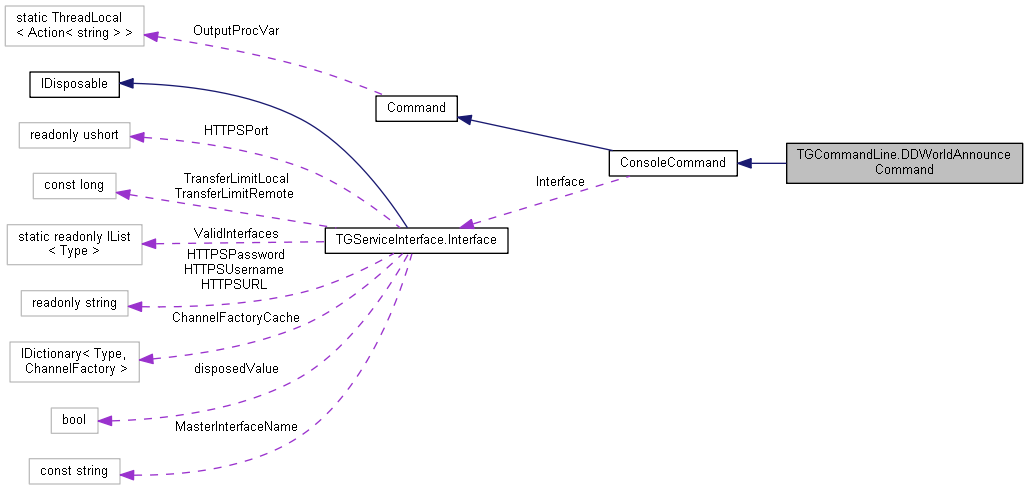 static ThreadLocal
< Action< string > >
OutputProcVar
IDisposable
Command
readonly ushort
HTTPSPort
TGCommandLine.DDWorldAnnounce
Command
ConsoleCommand
const long
TransferLimitLocal
TransferLimitRemote
Interface
static readonly IList
< Type >
ValidInterfaces
TGServiceInterface.Interface
HTTPSPassword
HTTPSUsername
HTTPSURL
readonly string
ChannelFactoryCache
IDictionary< Type,
ChannelFactory >
disposedValue
bool
MasterInterfaceName
const string